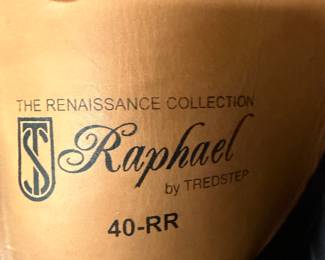 THE RENAISSANCE COLLECTION
TS Raphael
by TREDSTEP
40-RR